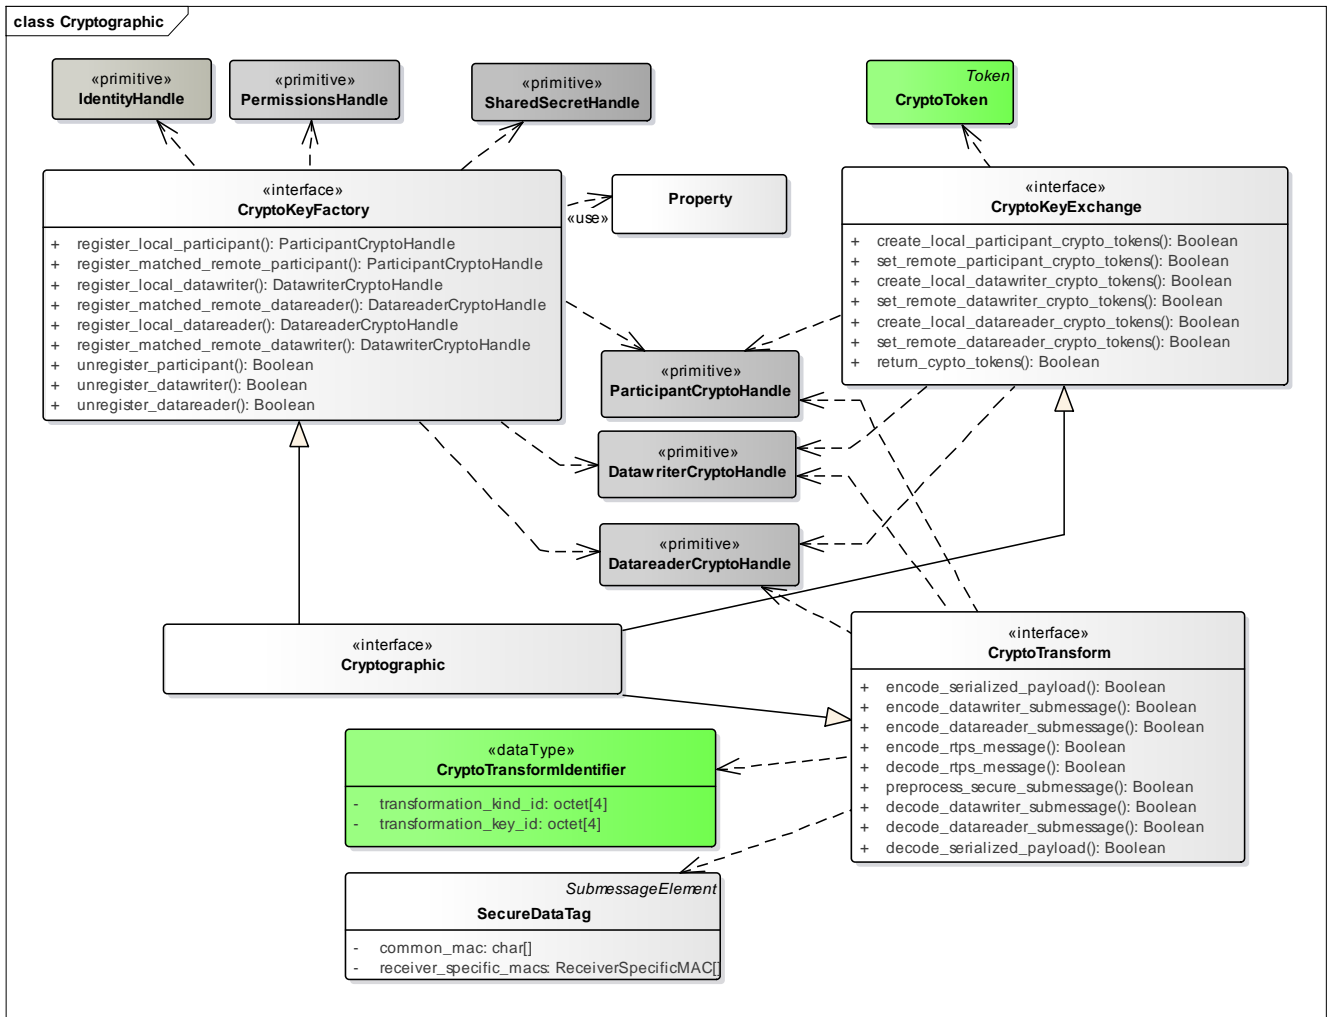 class Cryptographic
«primitive»
IdentityHandle
«primitive»
PermissionsHandle
«primitive»
SharedSecretHandle
Token
CryptoToken
«interface»
CryptoKeyFactory
+ register_local_participant(): ParticipantCryptoHandle
+ register_matched_remote_participant(): ParticipantCryptoHandle
+ register_local_datawriter(): DatawriterCryptoHandle
+ register_matched_remote_datareader(): DatareaderCryptoHandle
+ register_local_datareader(): DatareaderCryptoHandle
+ register_matched_remote_datawriter(): DatawriterCryptoHandle
+ unregister_participant(): Boolean
+ unregister_datawriter(): Boolean
+ unregister_datareader(): Boolean
«use»
Property
«interface»
CryptoKeyExchange
+ create_local_participant_crypto_tokens(): Boolean
+ set_remote_participant_crypto_tokens(): Boolean
+ create_local_datawriter_crypto_tokens(): Boolean
+ set_remote_datawriter_crypto_tokens(): Boolean
+ create_local_datareader_crypto_tokens(): Boolean
+ set_remote_datareader_crypto_tokens(): Boolean
+ return_cypto_tokens(): Boolean
«primitive»
ParticipantCryptoHandle
«primitive»
DatawriterCryptoHandle
«primitive»
DatareaderCryptoHandle
«interface»
Cryptographic
«interface»
CryptoTransform
+ encode_serialized_payload(): Boolean
+ encode_datawriter_submessage(): Boolean
+ encode_datareader_submessage(): Boolean
+ encode_rtps_message(): Boolean
+ decode_rtps_message(): Boolean
+ preprocess_secure_submessage(): Boolean
+ decode_datawriter_submessage(): Boolean
+ decode_datareader_submessage(): Boolean
+ decode_serialized_payload(): Boolean
«dataType»
CryptoTransformIdentifier
- transformation_kind_id: octet[4]
- transformation_key_id: octet[4]
SubmessageElement
SecureDataTag
- common_mac: char[]
- receiver_specific_macs: ReceiverSpecificMAC[]